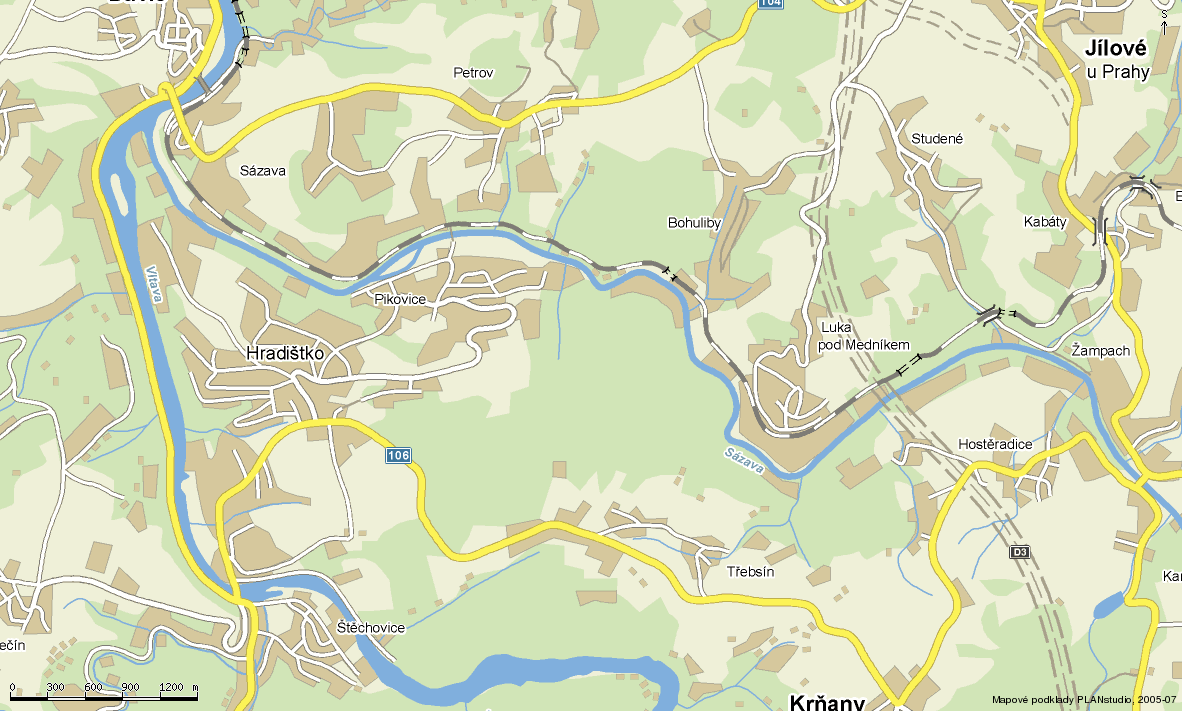 104
S
Jílové
u Prahy
Petrov
Studené
Sázava
Bohuliby
Kabáty
Vltava
Pikovice
Luka
pod Medníkem
Hradištko
Žampach
106
Sázava
Hostěradice
D3
Třebsín
Štěchovice
0 300 600 900 1200 m
Krňany
Mapové podklady PLANstudio, 2005-07